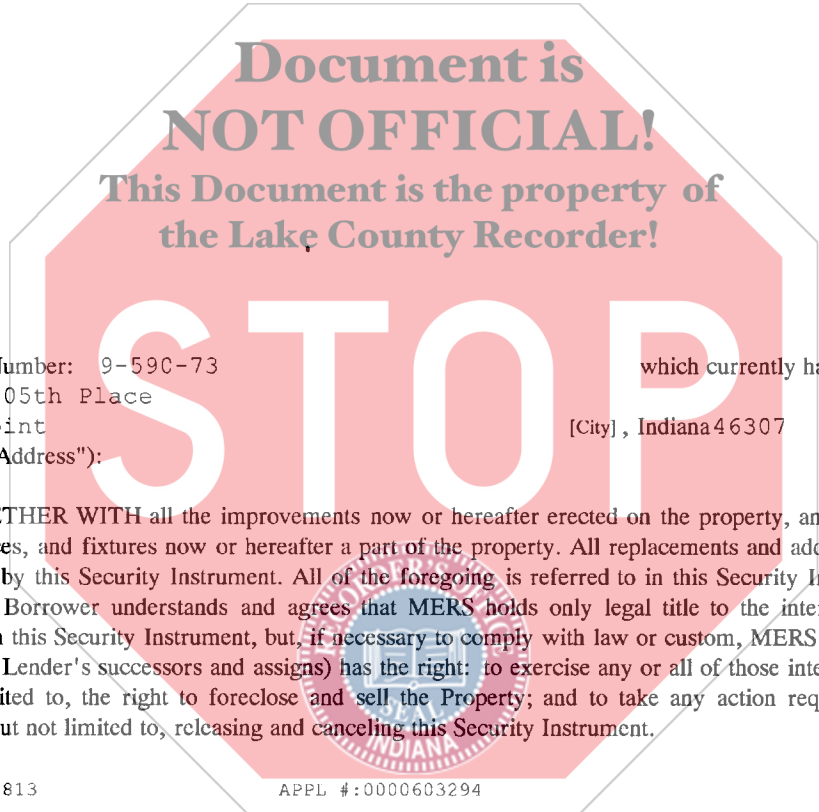 Document is
NOT OFFICIAL!
This Document is the property of
the Lake County Recorder!
STOP
umber: 9-590-73 which currently ha
05th Place
int [City] , Indiana 46307
Address"):
ETHER WITH all the improvements now or hereafter erected on the property, an
es, and fixtures now or hereafter a part of the property. All replacements and add
by this Security Instrument. All of the foregoing is referred to in this Security I
Borrower understands and agrees that MERS holds only legal title to the inte
this Security Instrument, but, if necessary to comply with law or custom, MERS
Lender's successors and assigns) has the right: to exercise any or all of those inte
ited to, the right to foreclose and sell the Property; and to take any action req
ut not limited to, releasing and canceling this Security Instrument.
RECORDER'S OFFICE
SEAL
INDIANA
813 APPL #:0000603294